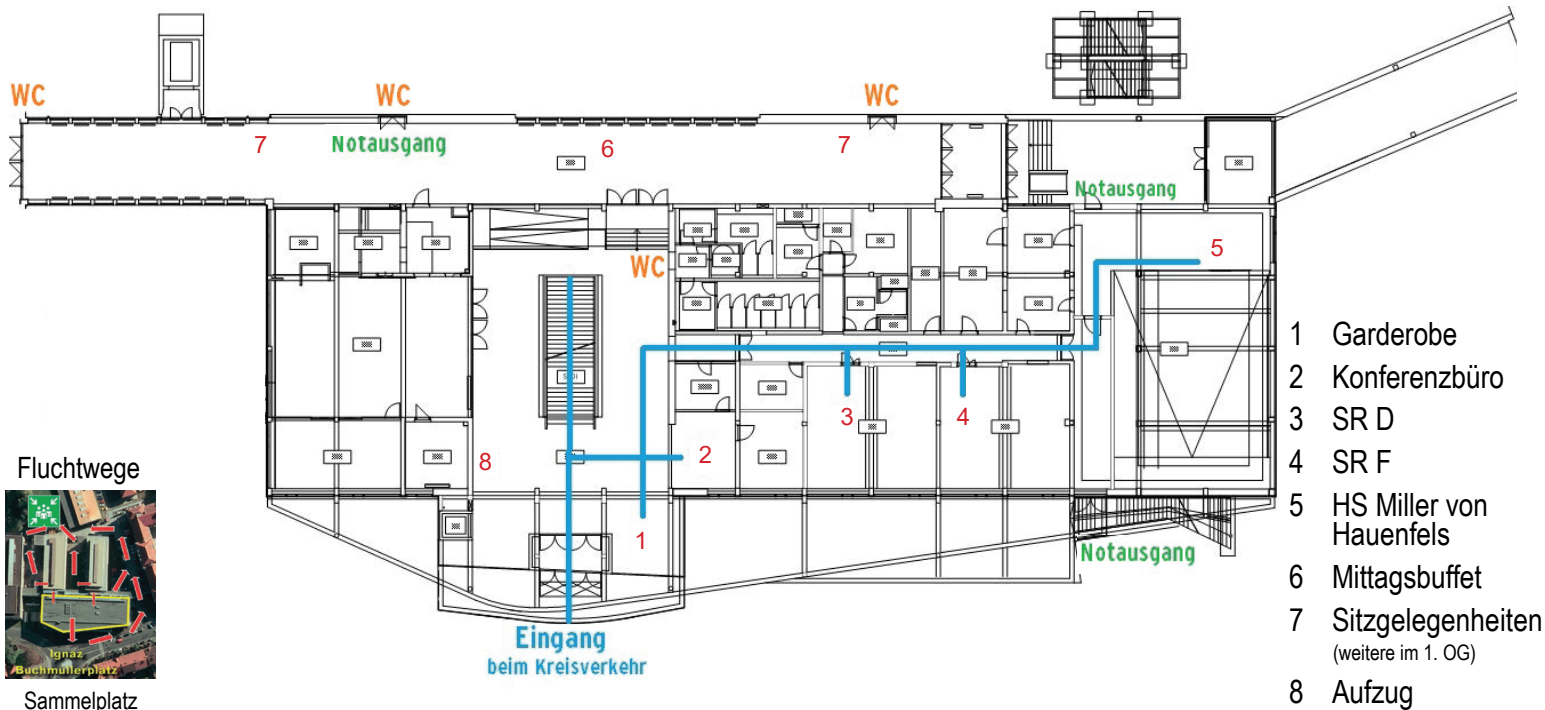 WC
WC
WC
7
Notausgang
6
7
Notausgang
WC
5
3
4
2
8
1
Notausgang
Eingang
beim Kreisverkehr
Fluchtwege
Ignaz
Buchmüllerplatz
Sammelplatz
1 Garderobe
2 Konferenzbüro
3 SR D
4 SR F
5 HS Miller von
Hauenfels
6 Mittagsbuffet
7 Sitzgelegenheiten
(weitere im 1. OG)
8 Aufzug